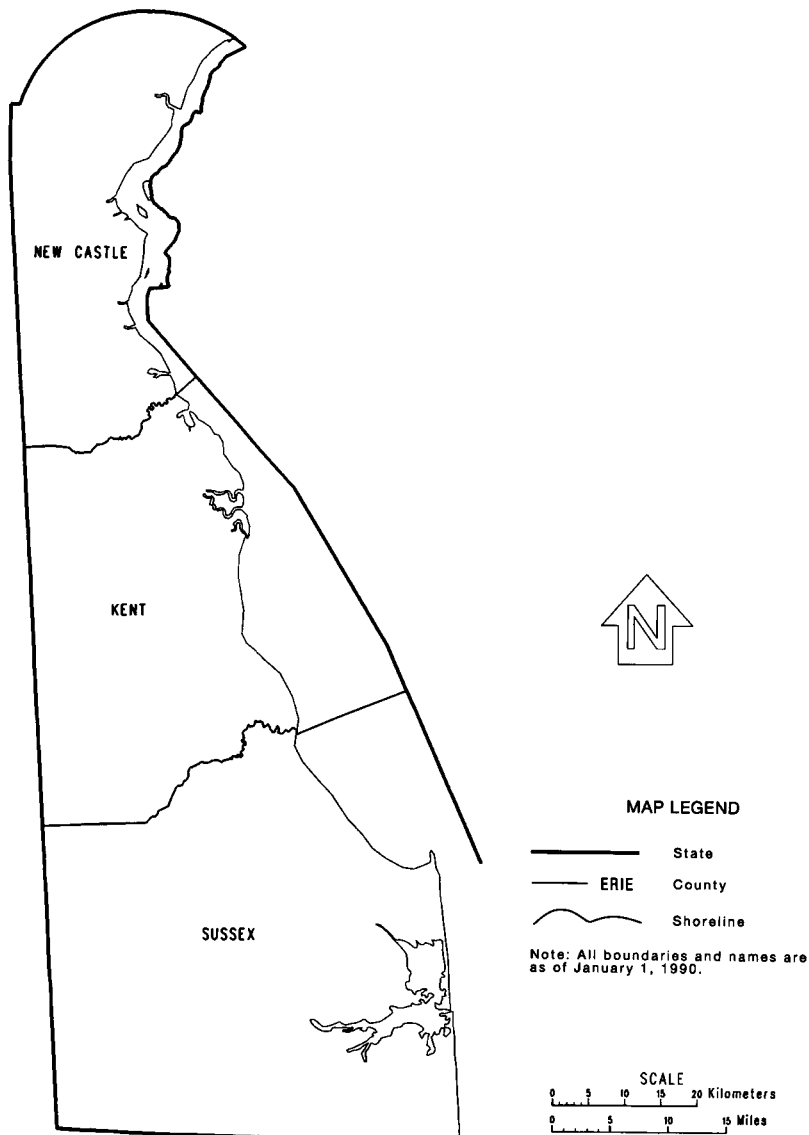 NEW CASTLE
KENT
N
MAP LEGEND
State
ERIE County
Shoreline
Note: All boundaries and names are
as of January 1, 1990.
SUSSEX
SCALE
0 5 10 15 20 Kilometers
0 5 10 15 Miles